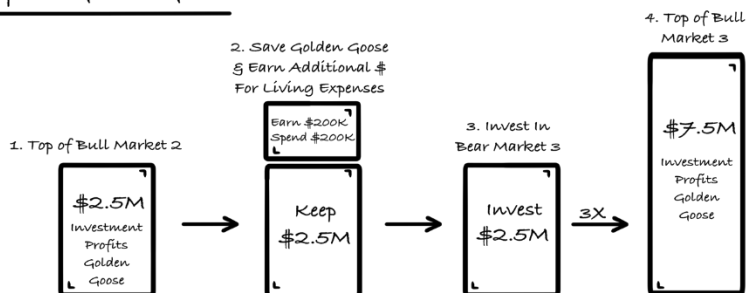 1. Top of Bull Market 2
$2.5M
Investment
Profits
Golden
Goose
2. Save Golden Goose
& Earn Additional $
For Living Expenses
Earn $200K
Spend $200K
Keep
$2.5M
3. Invest In
Bear Market 3
Invest
$2.5M
3X
4. Top of Bull
Market 3
$7.5M
Investment
Profits
Golden
Goose